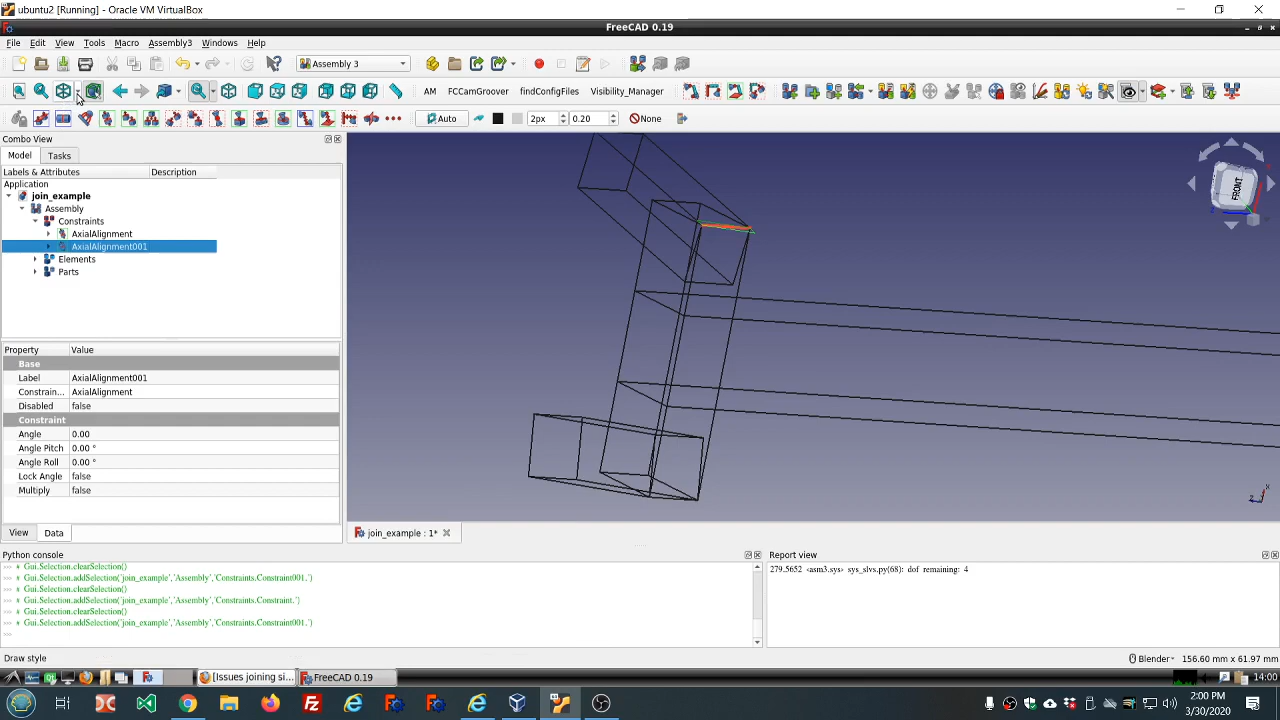 ubuntu2 [Running] - Oracle VM VirtualBox
FreeCAD 0.19
File Edit View Tools Macro Assembly3 Windows Help
Assembly 3
AM FCCamGroover findConfigFiles Visibility_Manager
Auto 2px 0.20 None
Combo View
Model Tasks
Labels & Attributes Description
Application
join_example
Assembly
Constraints
AxialAlignment
AxialAlignment001
Elements
Parts
FRONT
Property Value
Base
Label AxialAlignment001
Constrain... AxialAlignment
Disabled false
Constraint
Angle 0.00
Angle Pitch 0.00 °
Angle Roll 0.00 °
Lock Angle false
Multiply false
View Data
join_example : 1*
Python console
>>> # Gui.Selection.clearSelection()
>>> # Gui.Selection.addSelection('join_example','Assembly','Constraints.Constraint001.')
>>> # Gui.Selection.clearSelection()
>>> # Gui.Selection.addSelection('join_example','Assembly','Constraints.Constraint.')
>>> # Gui.Selection.clearSelection()
>>> # Gui.Selection.addSelection('join_example','Assembly','Constraints.Constraint001.')
>>>
Report view
279.5652 <asm3.sys> sys_slvs.py(68): dof remaining: 4
Draw style
Blender 156.60 mm x 61.97 mm
[Issues joining si... FreeCAD 0.19 14:00
2:00 PM
3/30/2020